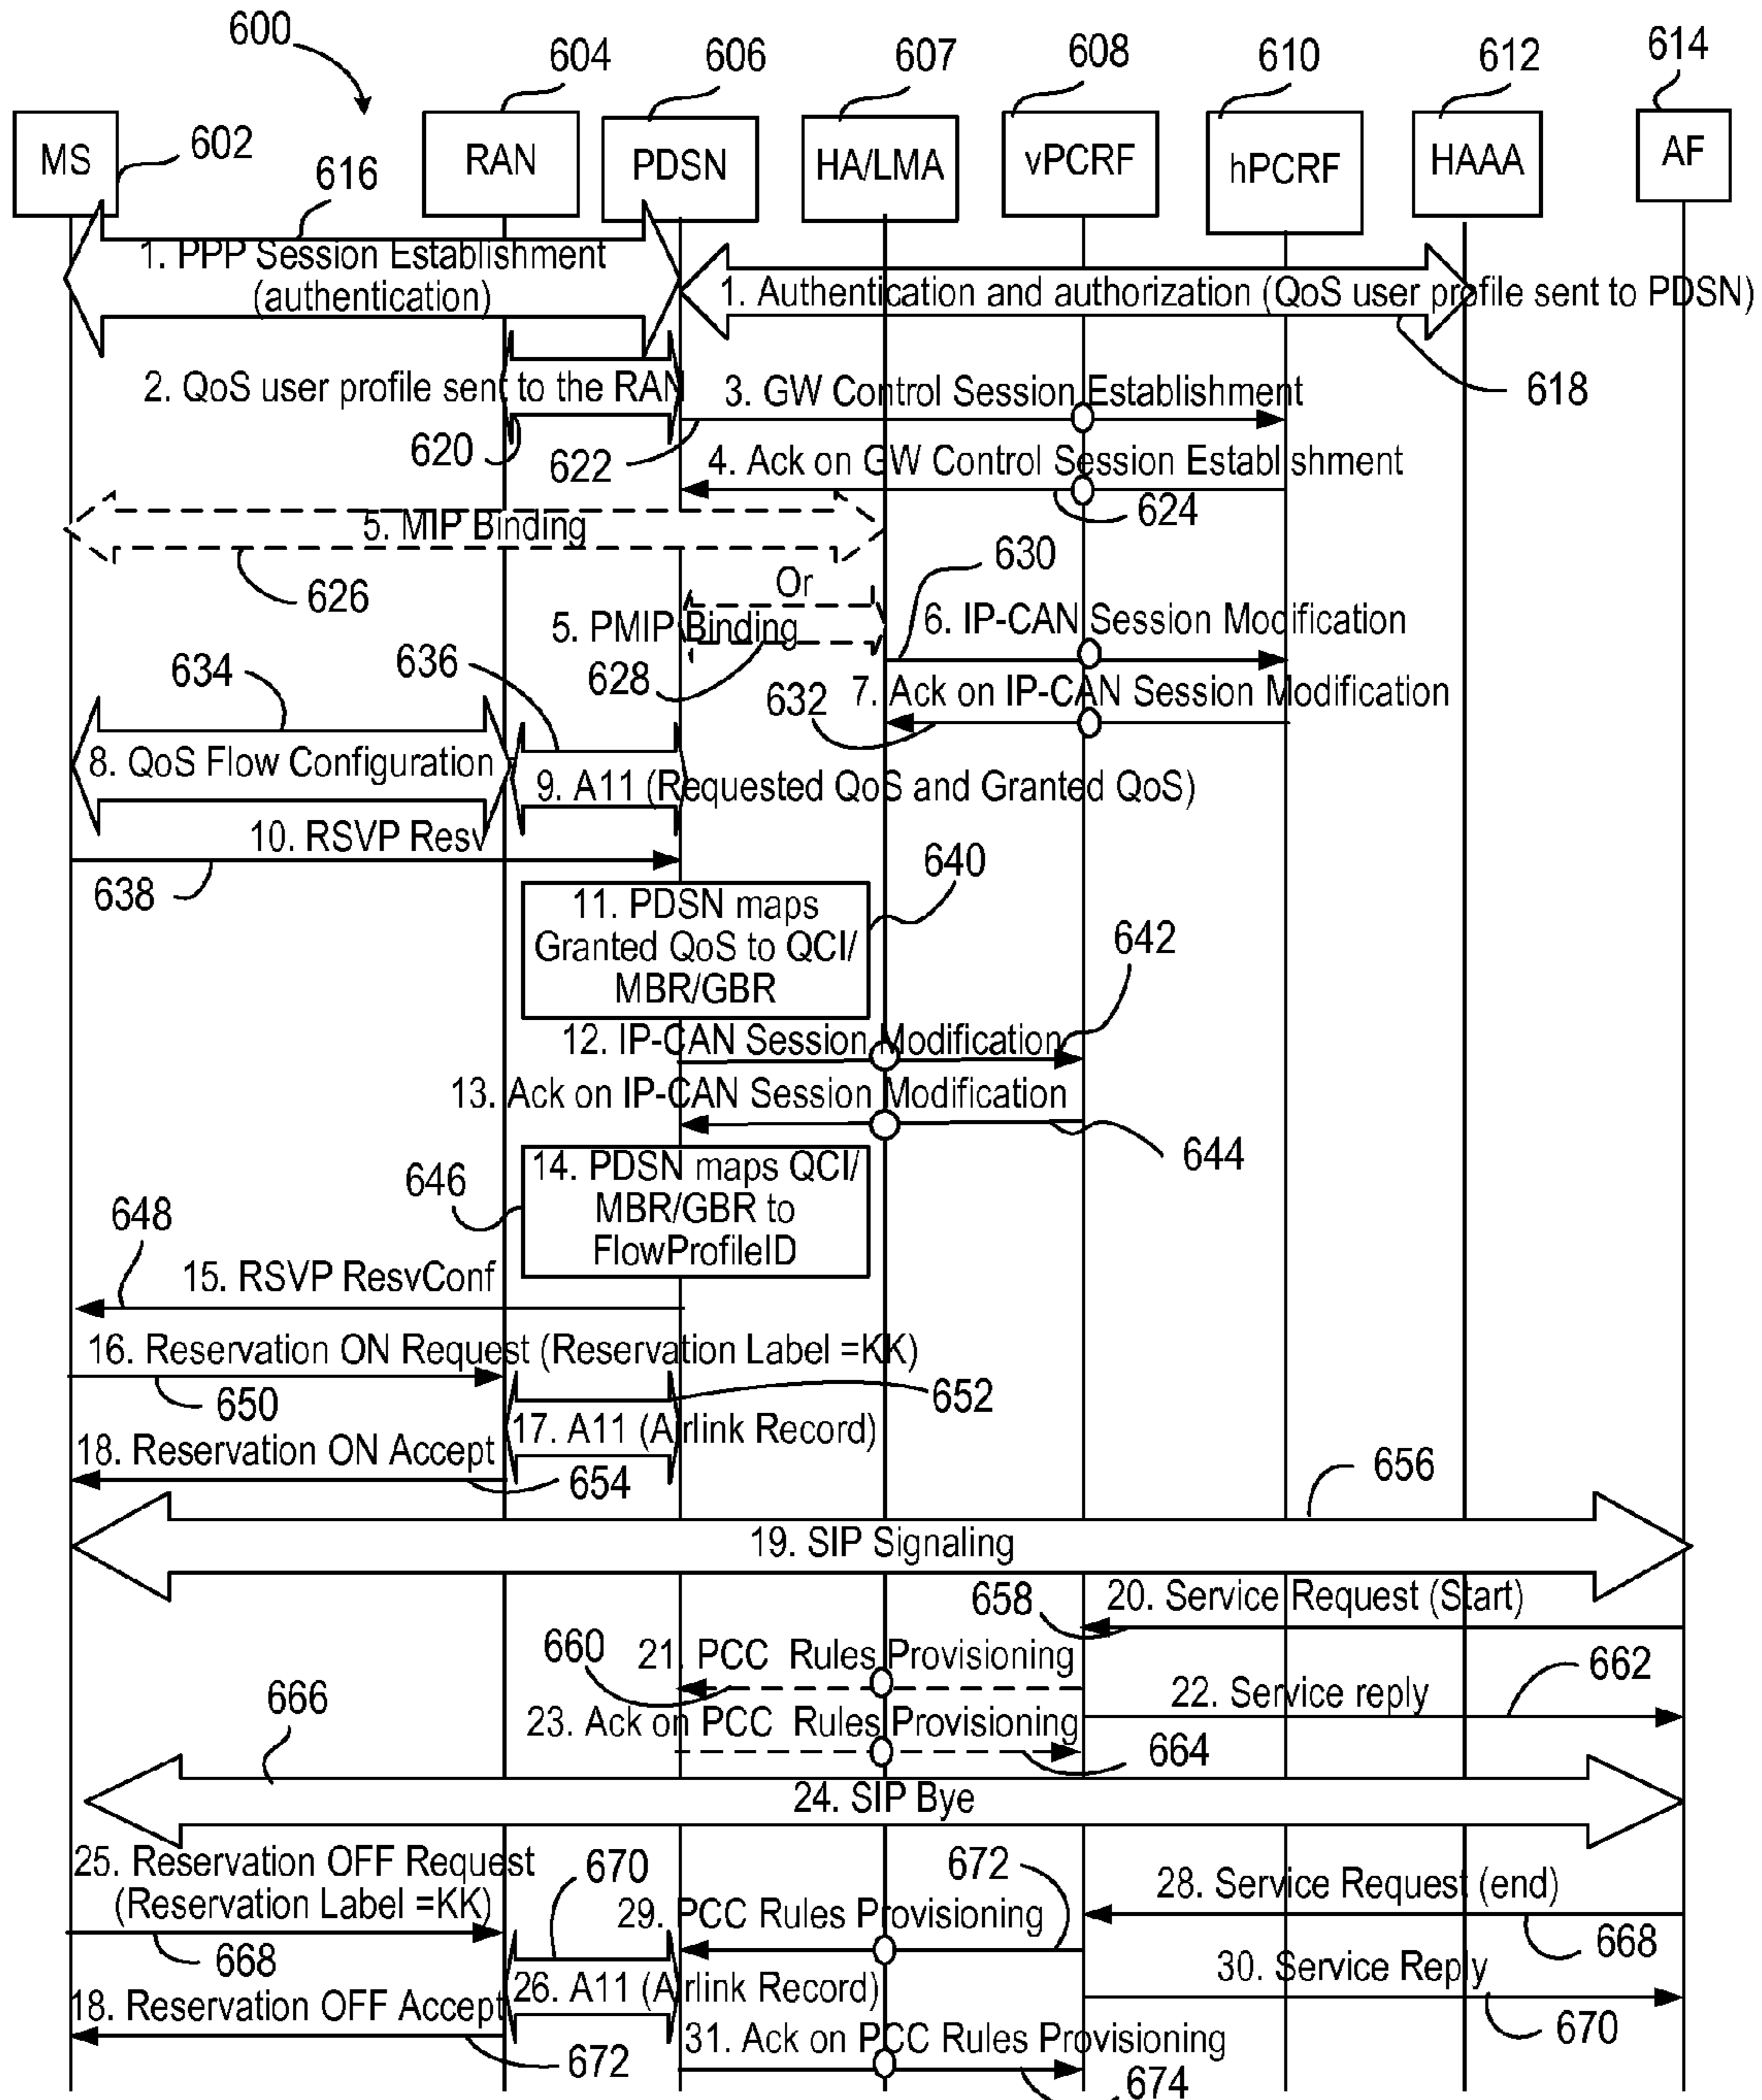 600
604
606
607
608
610
612
614
MS
602
RAN
PDSN
HA/LMA
vPCRF
hPCRF
HAAA
AF
616
1. PPP Session Establishment
(authentication)
1. Authentication and authorization (QoS user profile sent to PDSN)
618
2. QoS user profile sent to the RAN
620
3. GW Control Session Establishment
622
4. Ack on GW Control Session Establishment
624
5. MIP Binding
626
Or
630
5. PMIP Binding
628
6. IP-CAN Session Modification
632
7. Ack on IP-CAN Session Modification
634
636
8. QoS Flow Configuration
9. A11 (Requested QoS and Granted QoS)
10. RSVP Resv
638
640
11. PDSN maps
Granted QoS to QCI/
MBR/GBR
642
12. IP-CAN Session Modification
13. Ack on IP-CAN Session Modification
644
646
14. PDSN maps QCI/
MBR/GBR to
FlowProfileID
648
15. RSVP ResvConf
16. Reservation ON Request (Reservation Label =KK)
650
652
17. A11 (Airlink Record)
18. Reservation ON Accept
654
656
19. SIP Signaling
658
20. Service Request (Start)
660
21. PCC Rules Provisioning
662
22. Service reply
23. Ack on PCC Rules Provisioning
664
666
24. SIP Bye
25. Reservation OFF Request
(Reservation Label =KK)
668
670
672
28. Service Request (end)
29. PCC Rules Provisioning
668
26. A11 (Airlink Record)
30. Service Reply
670
18. Reservation OFF Accept
672
31. Ack on PCC Rules Provisioning
674